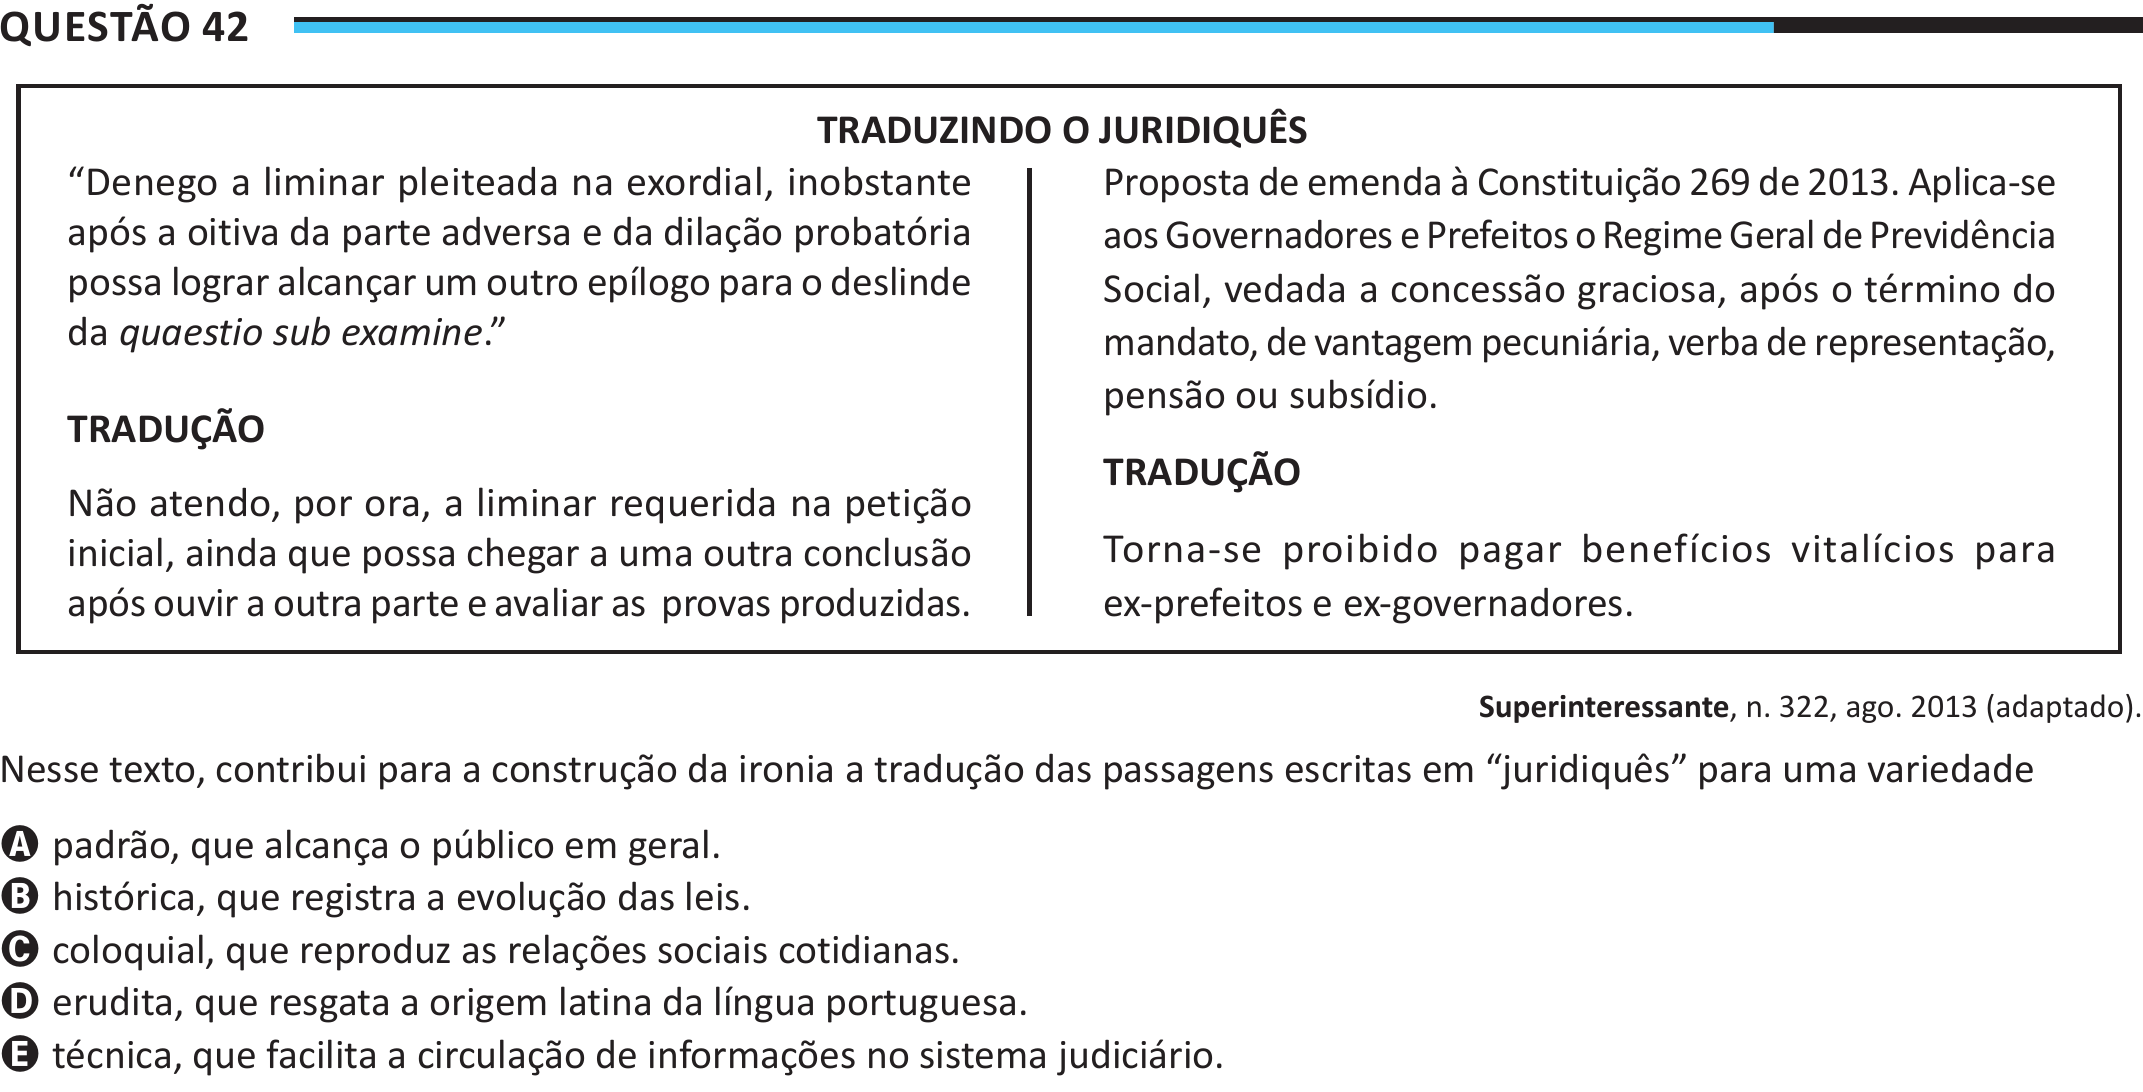 QUESTÃO 42
TRADUZINDO O JURIDIQUÊS
“Denego a liminar pleiteada na exordial, inobstante
após a oitiva da parte adversa e da dilação probatória
possa lograr alcançar um outro epílogo para o deslinde
da quaestio sub examine.”
TRADUÇÃO
Não atendo, por ora, a liminar requerida na petição
inicial, ainda que possa chegar a uma outra conclusão
após ouvir a outra parte e avaliar as provas produzidas.
Proposta de emenda à Constituição 269 de 2013. Aplica-se
aos Governadores e Prefeitos o Regime Geral de Previdência
Social, vedada a concessão graciosa, após o término do
mandato, de vantagem pecuniária, verba de representação,
pensão ou subsídio.
TRADUÇÃO
Torna-se proibido pagar benefícios vitalícios para
ex-prefeitos e ex-governadores.
Superinteressante, n. 322, ago. 2013 (adaptado).
Nesse texto, contribui para a construção da ironia a tradução das passagens escritas em “juridiquês” para uma variedade
A padrão, que alcança o público em geral.
B histórica, que registra a evolução das leis.
C coloquial, que reproduz as relações sociais cotidianas.
D erudita, que resgata a origem latina da língua portuguesa.
E técnica, que facilita a circulação de informações no sistema judiciário.